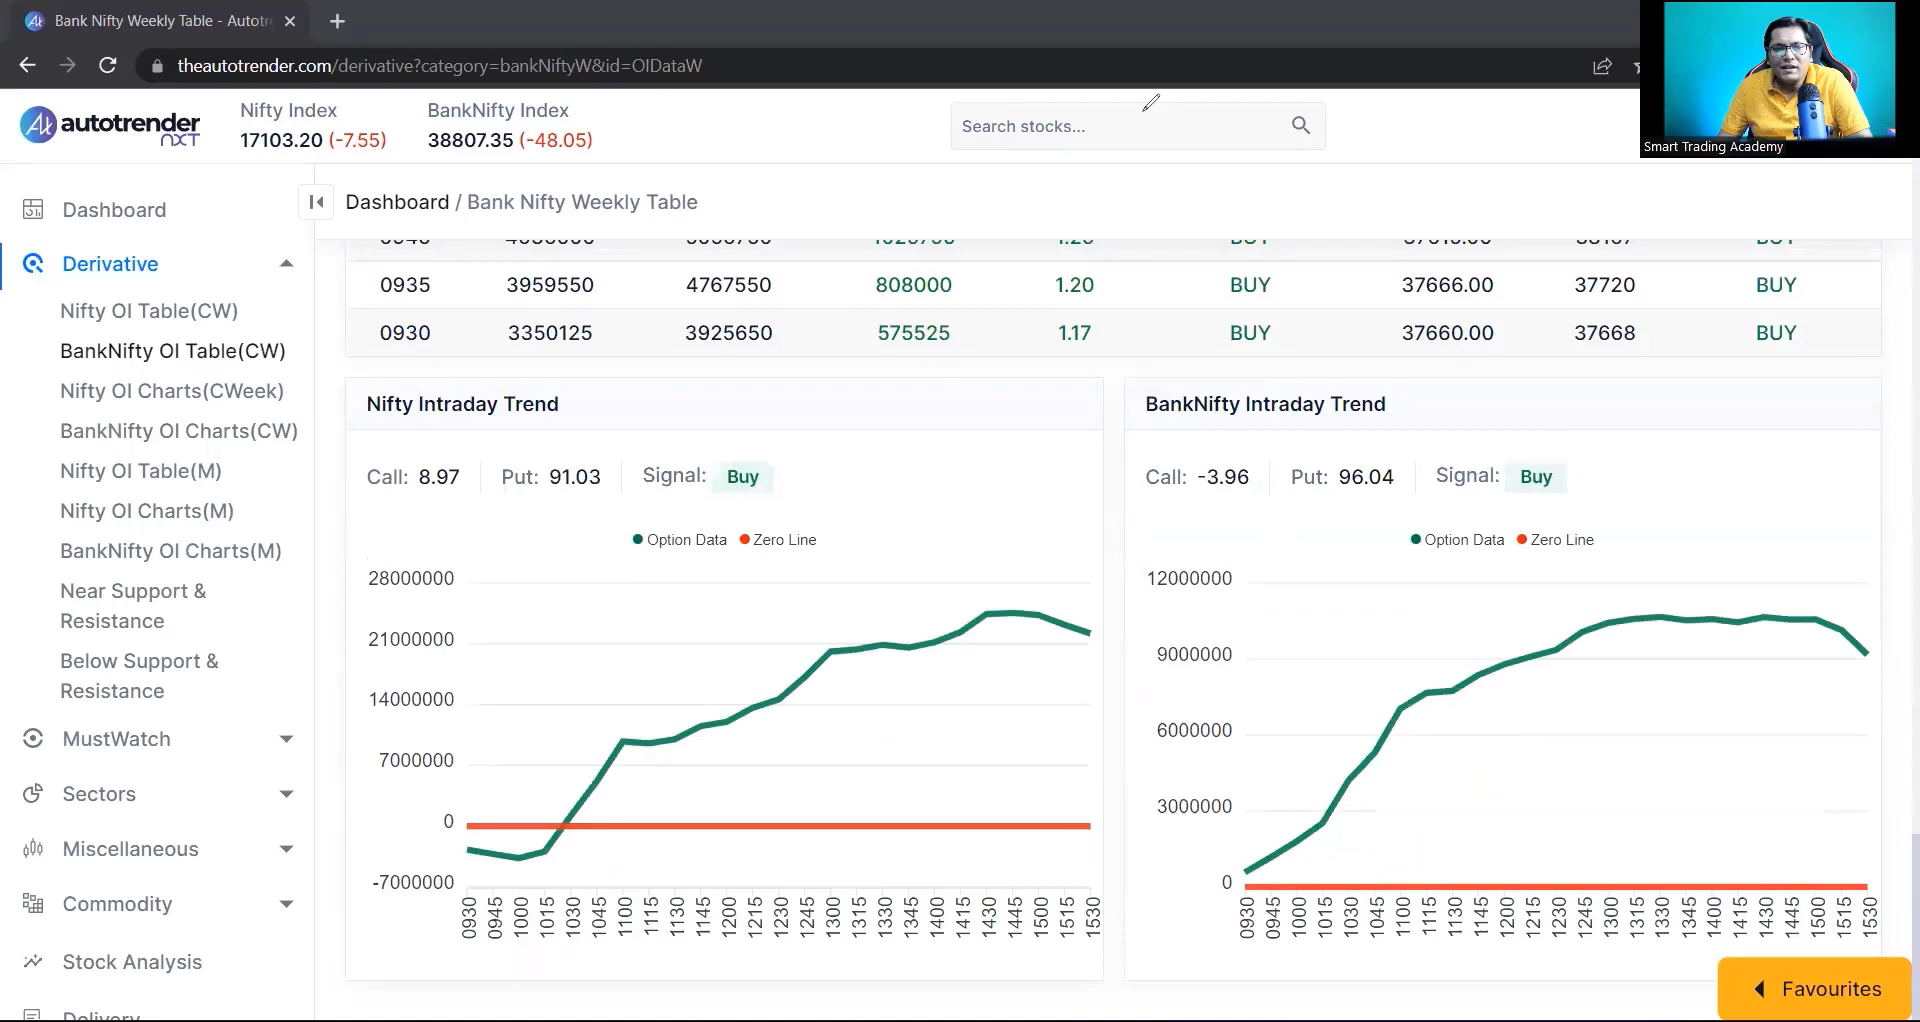 Bank Nifty Weekly Table - Autotr
theautotrender.com/derivative?category=bankNiftyW&id=OIDataW
Smart Trading Academy
autotrender
nxt
Nifty Index
17103.20 (-7.55)
BankNifty Index
38807.35 (-48.05)
Search stocks...
Dashboard / Bank Nifty Weekly Table
Dashboard
Derivative
Nifty OI Table(CW)
BankNifty OI Table(CW)
Nifty OI Charts(CWeek)
BankNifty OI Charts(CW)
Nifty OI Table(M)
Nifty OI Charts(M)
BankNifty OI Charts(M)
Near Support &
Resistance
Below Support &
Resistance
MustWatch
Sectors
Miscellaneous
Commodity
Stock Analysis
Delivery
0935 3959550 4767550 808000 1.20 BUY 37666.00 37720 BUY
0930 3350125 3925650 575525 1.17 BUY 37660.00 37668 BUY
Nifty Intraday Trend
Call: 8.97 Put: 91.03 Signal: Buy
Option Data Zero Line
28000000
21000000
14000000
7000000
0
-7000000
0930 0945 1000 1015 1030 1045 1100 1115 1130 1145 1200 1215 1230 1245 1300 1315 1330 1345 1400 1415 1430 1445 1500 1515 1530
BankNifty Intraday Trend
Call: -3.96 Put: 96.04 Signal: Buy
Option Data Zero Line
12000000
9000000
6000000
3000000
0
0930 0945 1000 1015 1030 1045 1100 1115 1130 1145 1200 1215 1230 1245 1300 1315 1330 1345 1400 1415 1430 1445 1500 1515 1530
Favourites